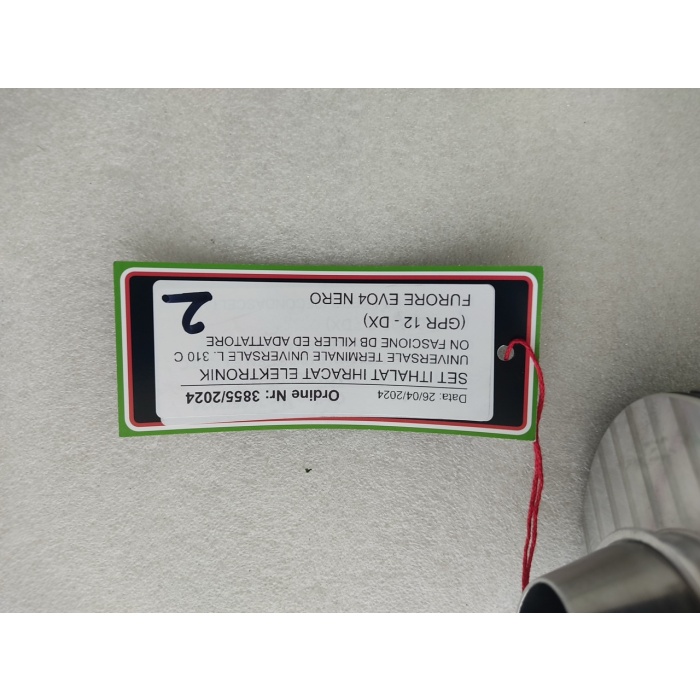 Data: 26/04/2024 Ordine Nr: 3855/2024
SET ITHALAT IHRACAT ELEKTRONIK
UNIVERSALE TERMINALE UNIVERSALE L. 310 C
ON FASCIONE DB KILLER ED ADATTATORE
(GPR 12 - DX)
FURORE EVO4 NERO
2